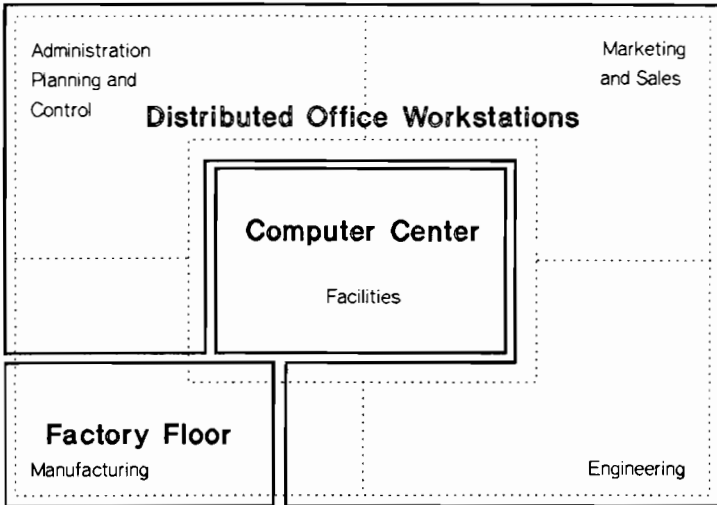 Administration
Planning and
Control
Marketing
and Sales
Distributed Office Workstations
Computer Center
Facilities
Factory Floor
Manufacturing
Engineering